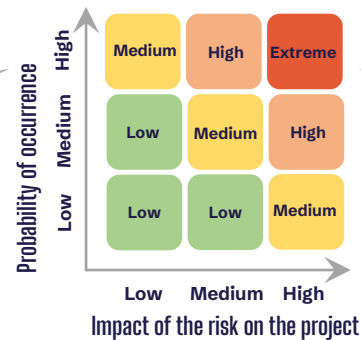 Probability of occurrence
High
Medium
Low
Medium High Extreme
Low Medium High
Low Low Medium
Low Medium High
Impact of the risk on the project